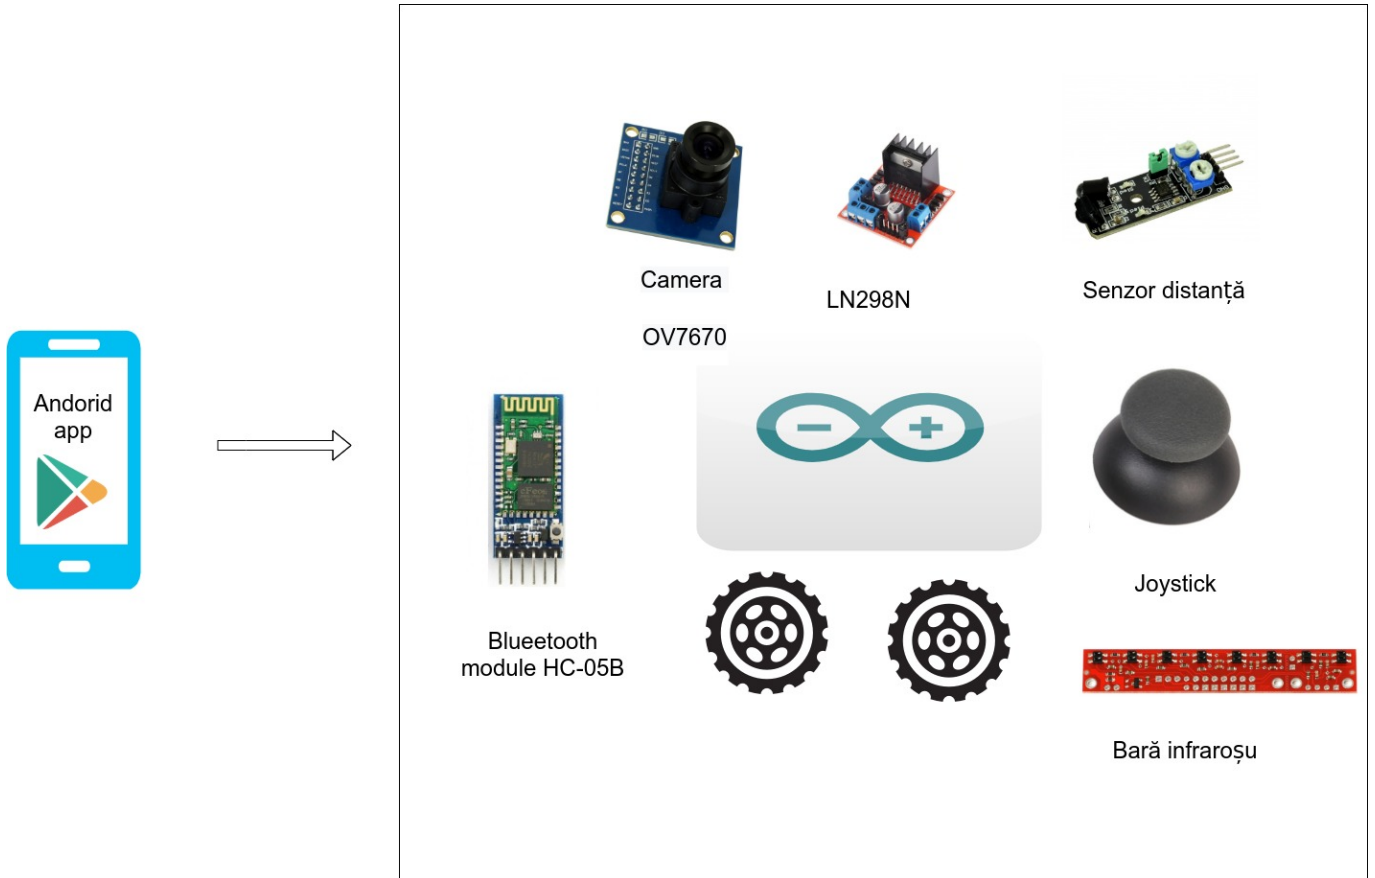 Andorid
app
Camera
OV7670
LN298N
Senzor distanță
Blueetooth
module HC-05B
Joystick
Bară infraroșu